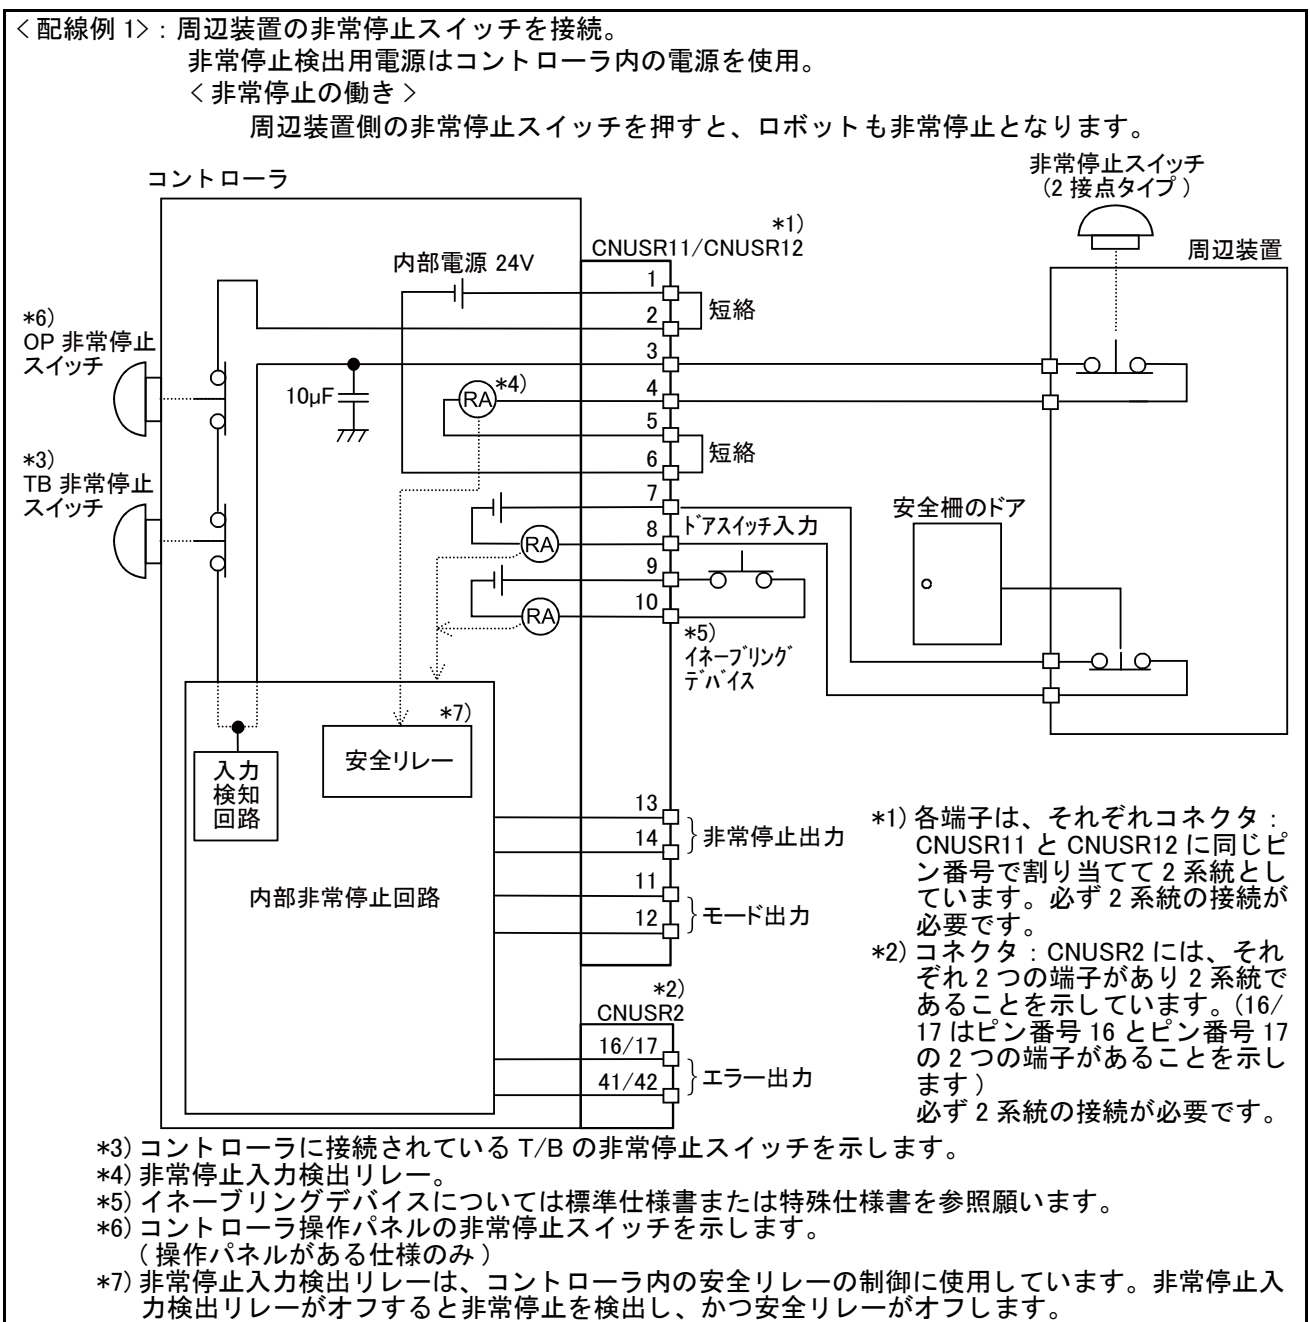 <配線例 1>：周辺装置の非常停止スイッチを接続。
非常停止検出用電源はコントローラ内の電源を使用。
<非常停止の働き>
周辺装置側の非常停止スイッチを押すと、ロボットも非常停止となります。
非常停止スイッチ
(2 接点タイプ)
コントローラ
*1)
CNUSR11/CNUSR12
周辺装置
内部電源 24V
1
短絡
2
*6)
OP 非常停止
スイッチ
3
10μF
RA
*4)
4
5
短絡
6
*3)
TB 非常停止
スイッチ
7
安全柵のドア
8
ドアスイッチ入力
RA
9
10
RA
*5)
イネーブリング
デバイス
*7)
安全リレー
入力
検知
回路
13
非常停止出力
14
内部非常停止回路
11
モード出力
12
*1) 各端子は、それぞれコネクタ：
CNUSR11 と CNUSR12 に同じピ
ン番号で割り当てて 2 系統とし
ています。必ず 2 系統の接続が
必要です。
*2) コネクタ：CNUSR2 には、それ
ぞれ 2 つの端子があり 2 系統で
あることを示しています。(16/
17 はピン番号 16 とピン番号 17
の 2 つの端子があることを示し
ます)
必ず 2 系統の接続が必要です。
*2)
CNUSR2
16/17
エラー出力
41/42
*3) コントローラに接続されている T/B の非常停止スイッチを示します。
*4) 非常停止入力検出リレー。
*5) イネーブリングデバイスについては標準仕様書または特殊仕様書を参照願います。
*6) コントローラ操作パネルの非常停止スイッチを示します。
(操作パネルがある仕様のみ)
*7) 非常停止入力検出リレーは、コントローラ内の安全リレーの制御に使用しています。非常停止入
力検出リレーがオフすると非常停止を検出し、かつ安全リレーがオフします。